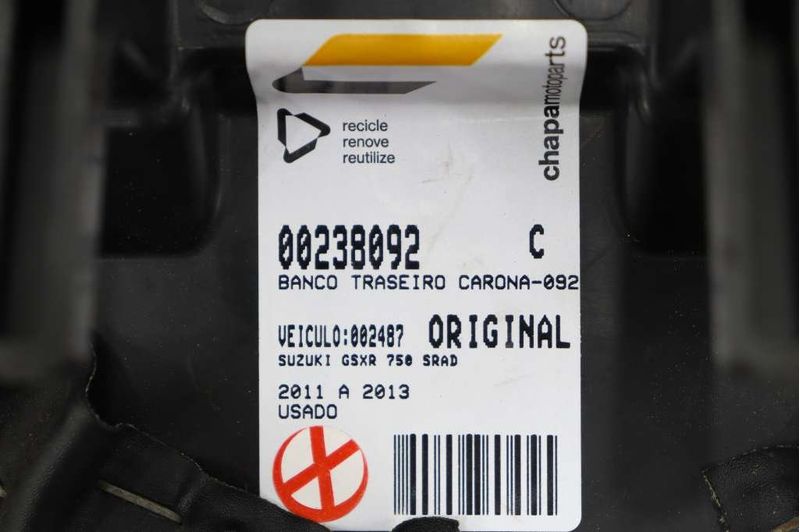 chapamotoparts
recicle
renove
reutilize
00238092 C
BANCO TRASEIRO CARONA-092
VEICULO:002487 ORIGINAL
SUZUKI GSXR 750 SRAD
2011 A 2013
USADO